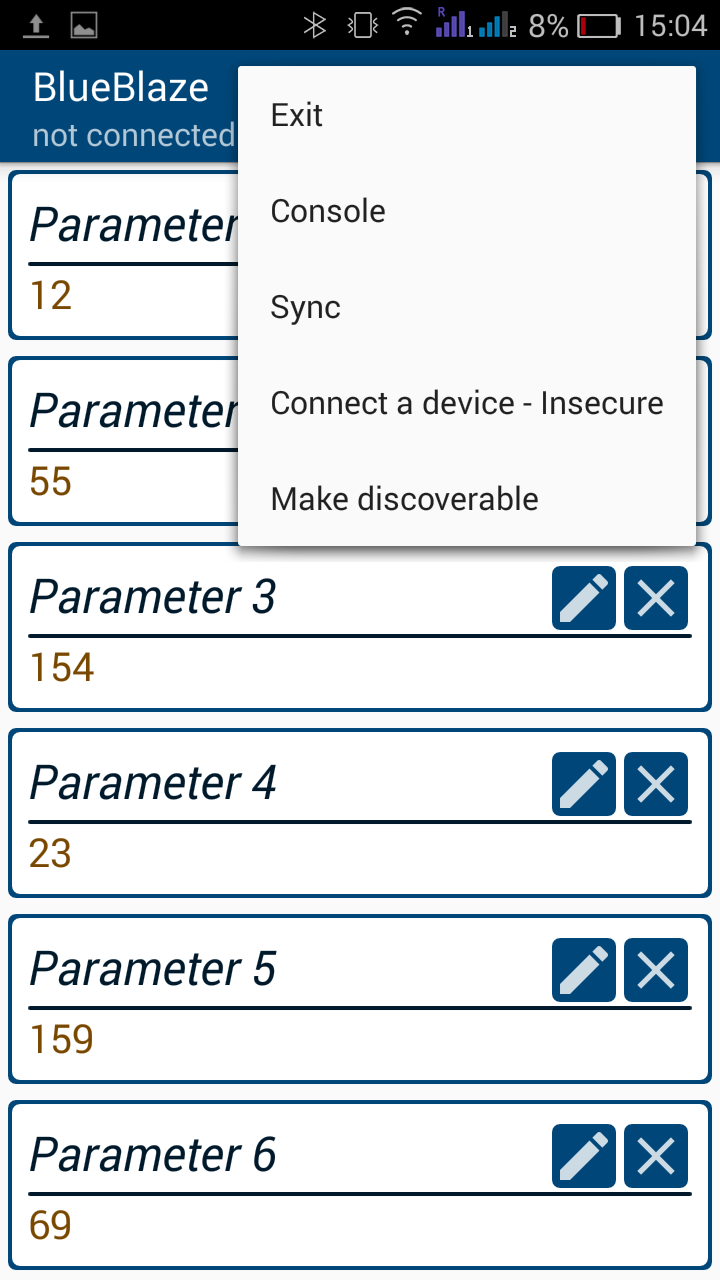 R
1
2
8%
15:04
BlueBlaze
not connected
Exit
Console
Sync
Connect a device - Insecure
Make discoverable
Parameter
12
Parameter
55
Parameter 3
154
Parameter 4
23
Parameter 5
159
Parameter 6
69